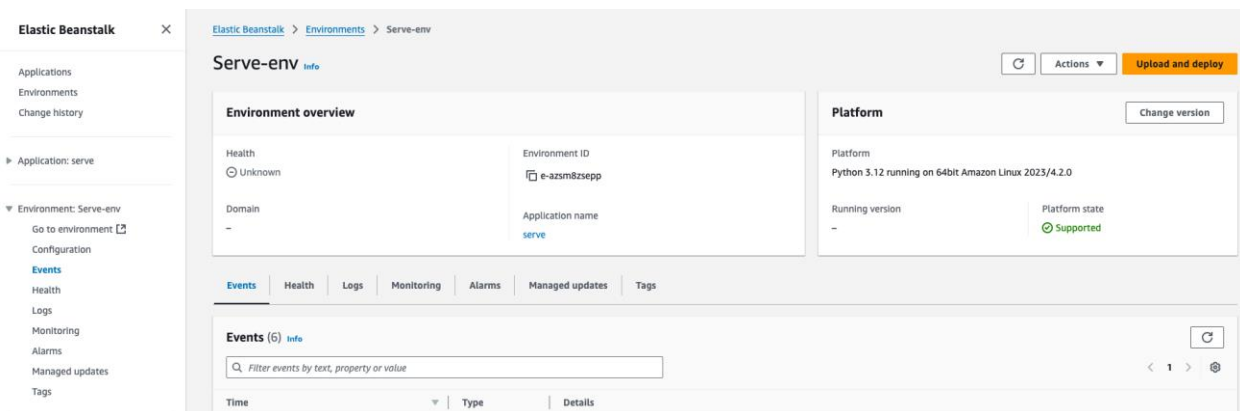 Elastic Beanstalk
Applications
Environments
Change history
Application: serve
Environment: Serve-env
Go to environment
Configuration
Events
Health
Logs
Monitoring
Alarms
Managed updates
Tags
Elastic Beanstalk > Environments > Serve-env
Serve-env Info
Actions
Upload and deploy
Environment overview
Health
Unknown
Domain
–
Environment ID
e-azsm8zsepp
Application name
serve
Platform
Change version
Platform
Python 3.12 running on 64bit Amazon Linux 2023/4.2.0
Running version
–
Platform state
Supported
Events Health Logs Monitoring Alarms Managed updates Tags
Events (6) Info
Filter events by text, property or value
< 1 >
Time Type Details